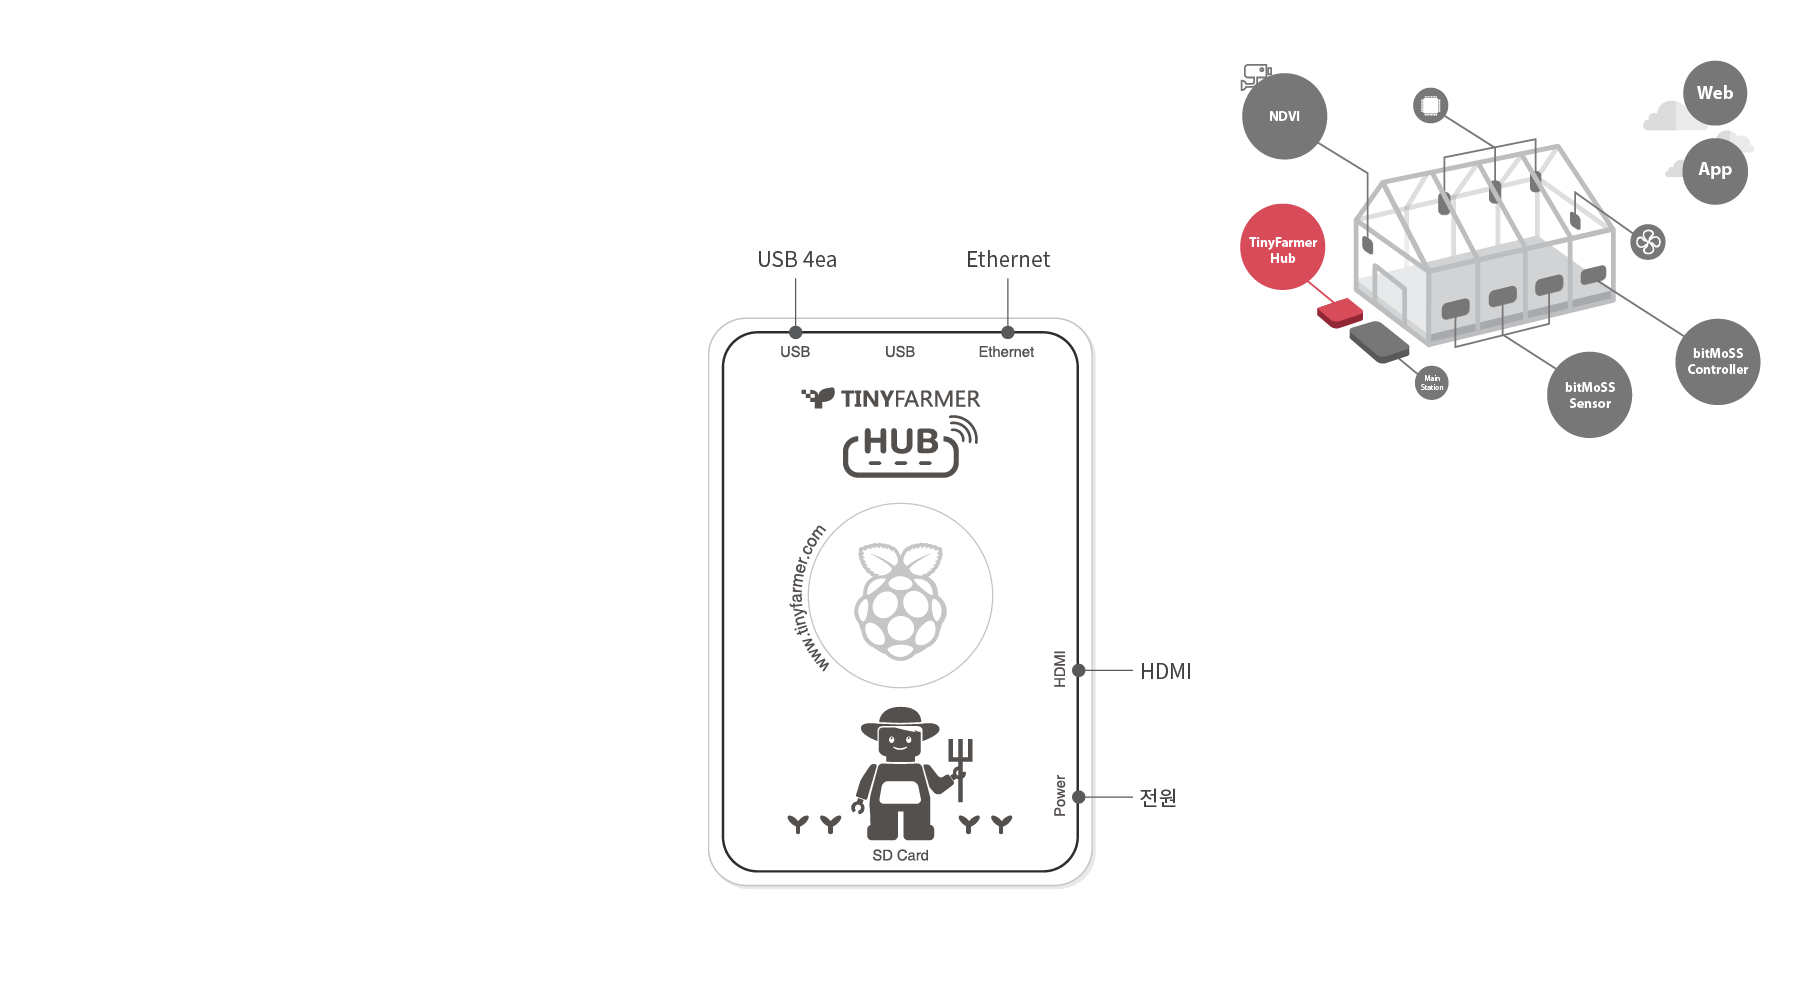 USB 4ea
Ethernet
USB
USB
Ethernet
TINYFARMER
HUB
www.tinyfarmer.com
HDMI
HDMI
Power
전원
SD Card
NDVI
Web
App
TinyFarmer
Hub
Main
Station
bitMoSS
Sensor
bitMoSS
Controller